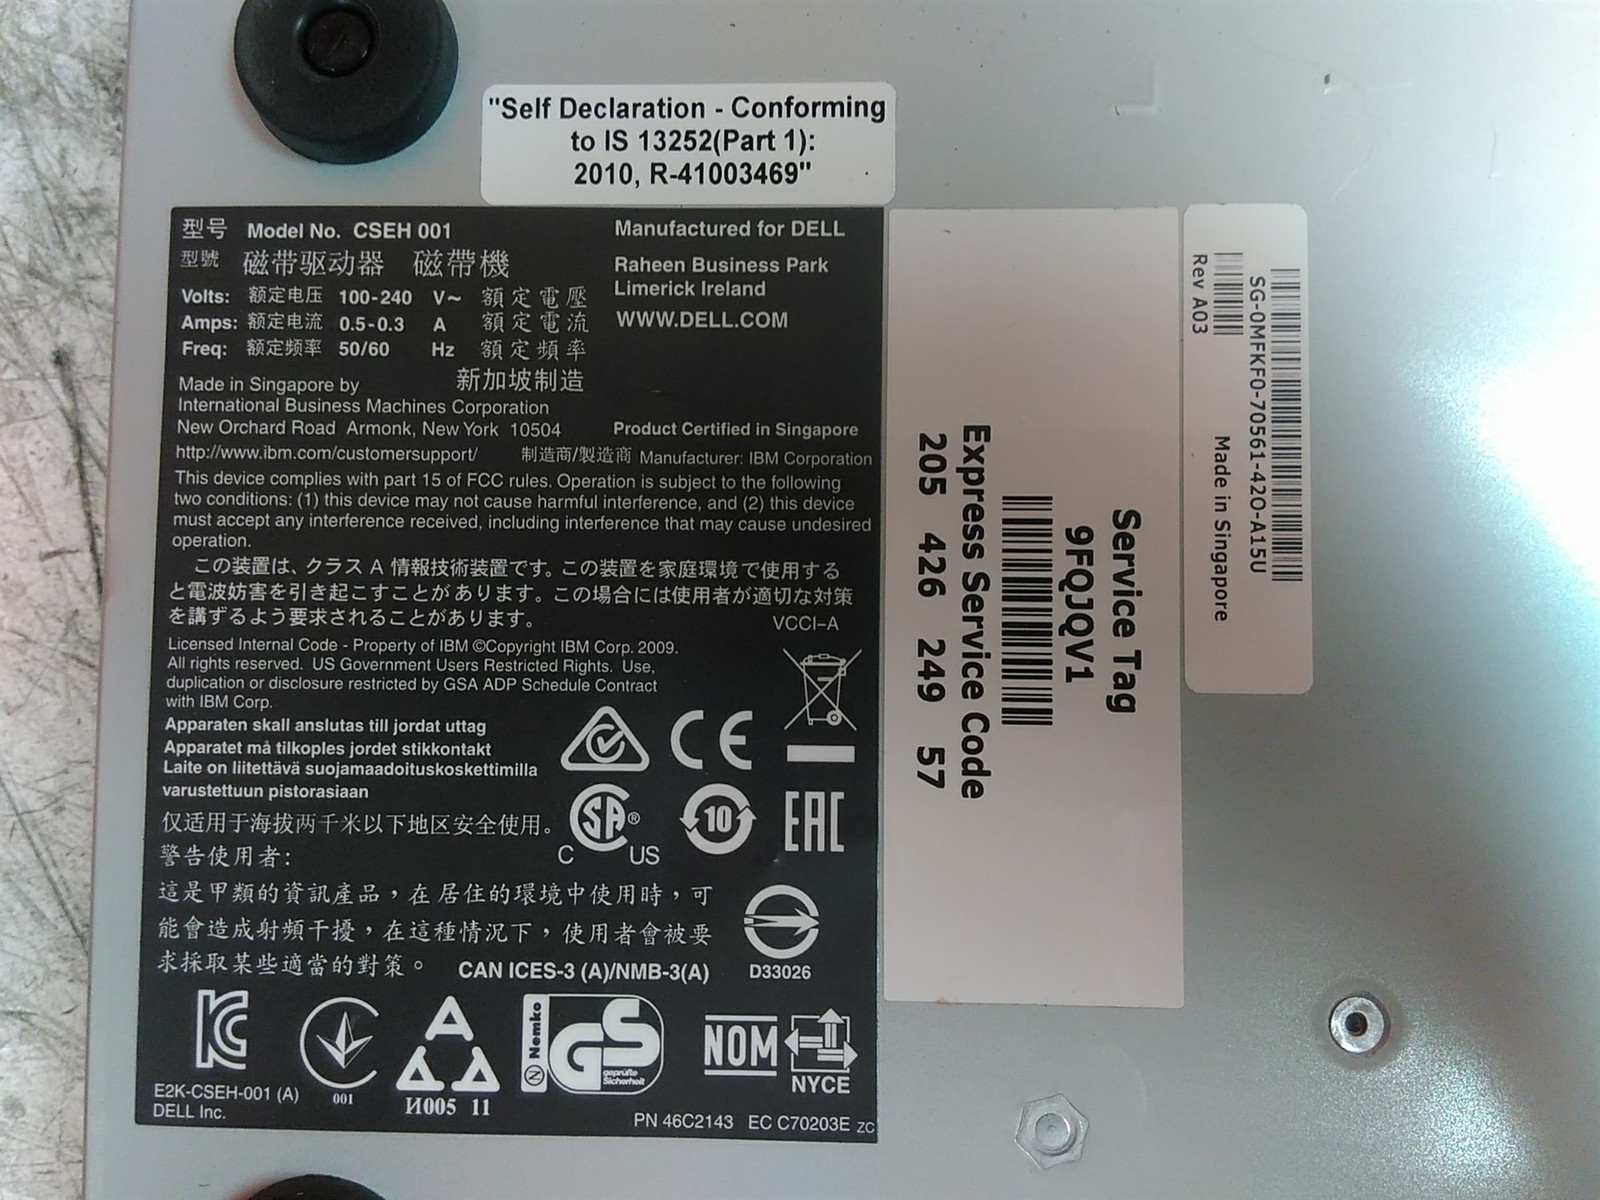 "Self Declaration - Conforming
to IS 13252(Part 1):
2010, R-41003469"
型号 Model No. CSEH 001
型號 磁带驱动器 磁帶機
Volts: 额定电压 100-240 V~ 額定電壓
Amps: 额定电流 0.5-0.3 A 額定電流
Freq: 额定频率 50/60 Hz 額定頻率
Made in Singapore by 新加坡制造
International Business Machines Corporation
New Orchard Road Armonk, New York 10504
http://www.ibm.com/customersupport/ 制造商/製造商 Manufacturer: IBM Corporation
Manufactured for DELL
Raheen Business Park
Limerick Ireland
WWW.DELL.COM
Product Certified in Singapore
This device complies with part 15 of FCC rules. Operation is subject to the following
two conditions: (1) this device may not cause harmful interference, and (2) this device
must accept any interference received, including interference that may cause undesired
operation.
この装置は、クラス A 情報技術装置です。この装置を家庭環境で使用する
と電波妨害を引き起こすことがあります。この場合には使用者が適切な対策
を講ずるよう要求されることがあります。
VCCI-A
Licensed Internal Code - Property of IBM ©Copyright IBM Corp. 2009.
All rights reserved. US Government Users Restricted Rights. Use,
duplication or disclosure restricted by GSA ADP Schedule Contract
with IBM Corp.
Apparaten skall anslutas till jordat uttag
Apparatet må tilkoples jordet stikkontakt
Laite on liitettävä suojamaadoituskoskettimilla
varustettuun pistorasiaan
仅适用于海拔两千米以下地区安全使用。
CE
SA® C US
10
EAC
警告使用者:
這是甲類的資訊產品，在居住的環境中使用時，可
能會造成射頻干擾，在這種情況下，使用者會被要
求採取某些適當的對策。
CAN ICES-3 (A)/NMB-3(A)
D33026
E2K-CSEH-001 (A)
DELL Inc.
001
И005 11
N Nemko
GS
geprüfte
Sicherheit
NOM
NYCE
PN 46C2143 EC C70203E ZC
Service Tag
9FQJQV1
Express Service Code
205 426 249 57
SG-0MFKF0-70561-42O-A15U
Rev A03 Made in Singapore